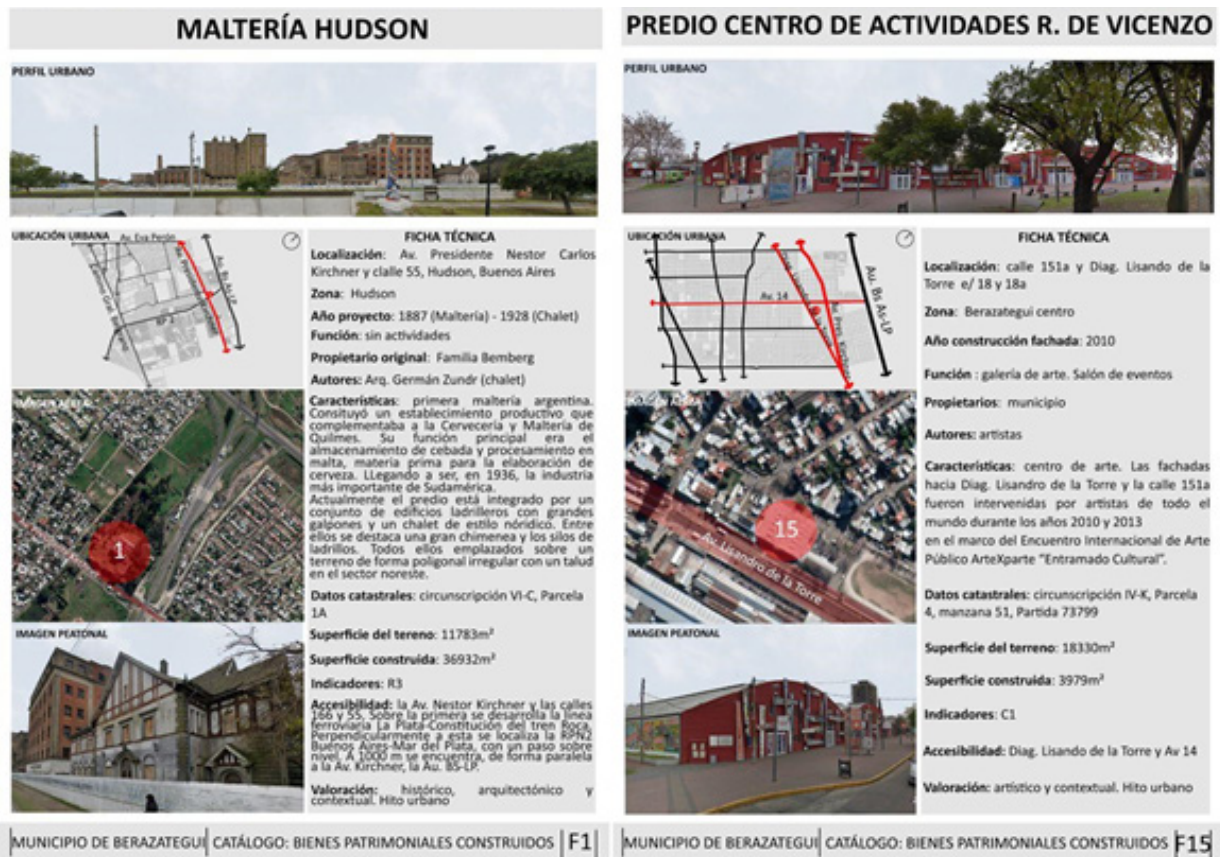 MALTERÍA HUDSON
PERFIL URBANO
UBICACIÓN URBANA
Av. Eva Perón
Av. Bs As-LP
RP 2
FICHA TÉCNICA
Localización: Av. Presidente Nestor Carlos
Kirchner y clalle 55, Hudson, Buenos Aires
Zona: Hudson
Año proyecto: 1887 (Maltería) - 1928 (Chalet)
Función: sin actividades
Propietario original: Familia Bemberg
Autores: Arq. Germán Zundr (chalet)
Características: primera maltería argentina.
Consituyó un establecimiento productivo que
complementaba a la Cervecería y Maltería de
Quilmes. Su función principal era el
almacenamiento de cebada y procesamiento en
malta, materia prima para la elaboración de
cerveza. LLegando a ser, en 1936, la industria
más importante de Sudamérica.
Actualmente el predio está integrado por un
conjunto de edificios ladrilleros con grandes
galpones y un chalet de estilo nóridico. Entre
ellos se destaca una gran chimenea y los silos de
ladrillos. Todos ellos emplazados sobre un
terreno de forma poligonal irregular con un talud
en el sector noreste.
Datos catastrales: circunscripción VI-C, Parcela
1A
Superficie del terreno: 11783m²
Superficie construida: 36932m²
Indicadores: R3
Accesibilidad: la Av. Nestor Kirchner y las calles
166 y 55. Sobre la primera se desarrolla la línea
ferroviaria La Plata-Constitución del tren Roca.
Perpendicularmente a esta se localiza la RPN2
Buenos Aires-Mar del Plata, con un paso sobre
nivel. A 1000 m se encuentra, de forma paralela
a la Av. Kirchner, la Au. BS-LP.
Valoración: histórico, arquitectónico y
contextual. Hito urbano
IMAGEN AÉREA
1
IMAGEN PEATONAL
MUNICIPIO DE BERAZATEGUI
CATÁLOGO: BIENES PATRIMONIALES CONSTRUIDOS
F1
PREDIO CENTRO DE ACTIVIDADES R. DE VICENZO
PERFIL URBANO
UBICACIÓN URBANA
Av. 14
Au. Bs As-LP
FICHA TÉCNICA
Localización: calle 151a y Diag. Lisando de la
Torre e/ 18 y 18a
Zona: Berazategui centro
Año construcción fachada: 2010
Función : galería de arte. Salón de eventos
Propietarios: municipio
Autores: artistas
Características: centro de arte. Las fachadas
hacia Diag. Lisandro de la Torre y la calle 151a
fueron intervenidas por artistas de todo el
mundo durante los años 2010 y 2013
en el marco del Encuentro Internacional de Arte
Público ArteXparte “Entramado Cultural”.
Datos catastrales: circunscripción IV-K, Parcela
4, manzana 51, Partida 73799
Superficie del terreno: 18330m²
Superficie construida: 3979m²
Indicadores: C1
Accesibilidad: Diag. Lisando de la Torre y Av 14
Valoración: artístico y contextual. Hito urbano
15
Av. Lisandro de la Torre
IMAGEN PEATONAL
MUNICIPIO DE BERAZATEGUI
CATÁLOGO: BIENES PATRIMONIALES CONSTRUIDOS
F15